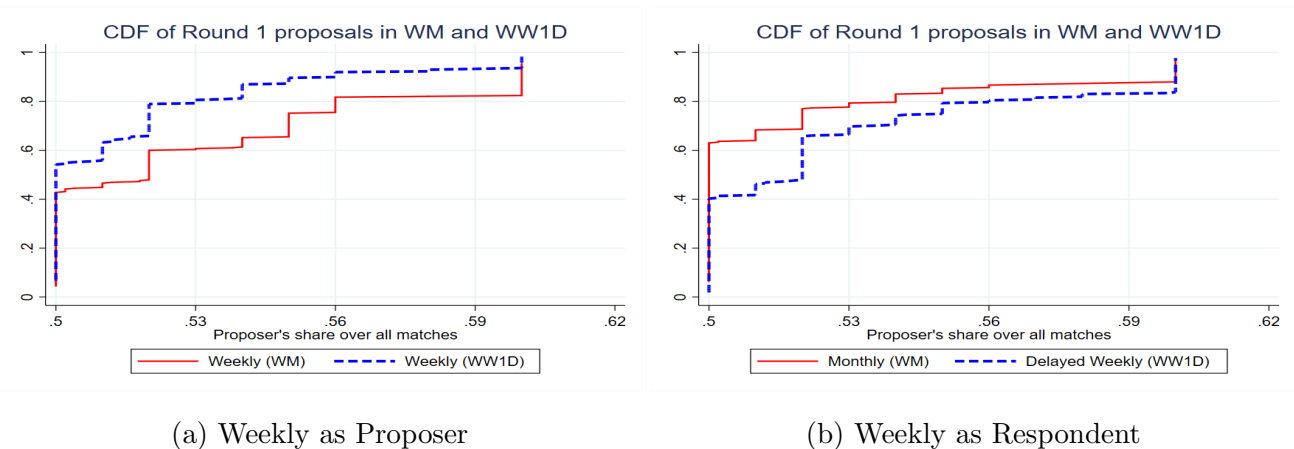 CDF of Round 1 proposals in WM and WW1D
1
.8
.6
.4
.2
0
.5 .53 .56 .59 .62
Proposer's share over all matches
Weekly (WM) Weekly (WW1D)
(a) Weekly as Proposer
CDF of Round 1 proposals in WM and WW1D
1
.8
.6
.4
.2
0
.5 .53 .56 .59 .62
Proposer's share over all matches
Monthly (WM) Delayed Weekly (WW1D)
(b) Weekly as Respondent